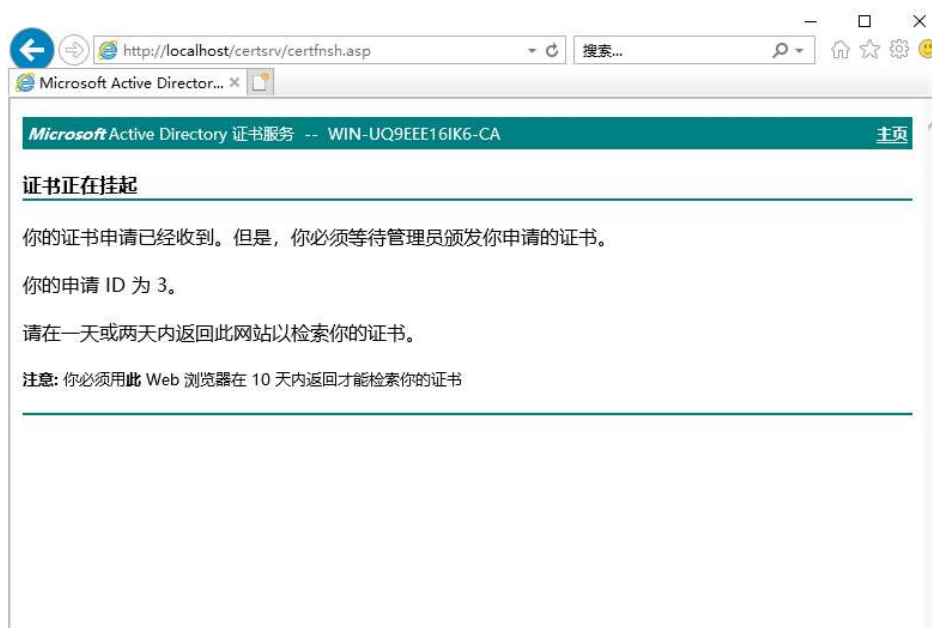 http://localhost/certsrv/certfnsh.asp
搜索...
Microsoft Active Director...
Microsoft Active Directory 证书服务 -- WIN-UQ9EEE16IK6-CA
主页
证书正在挂起
你的证书申请已经收到。但是，你必须等待管理员颁发你申请的证书。
你的申请 ID 为 3。
请在一天或两天内返回此网站以检索你的证书。
注意: 你必须用此 Web 浏览器在 10 天内返回才能检索你的证书